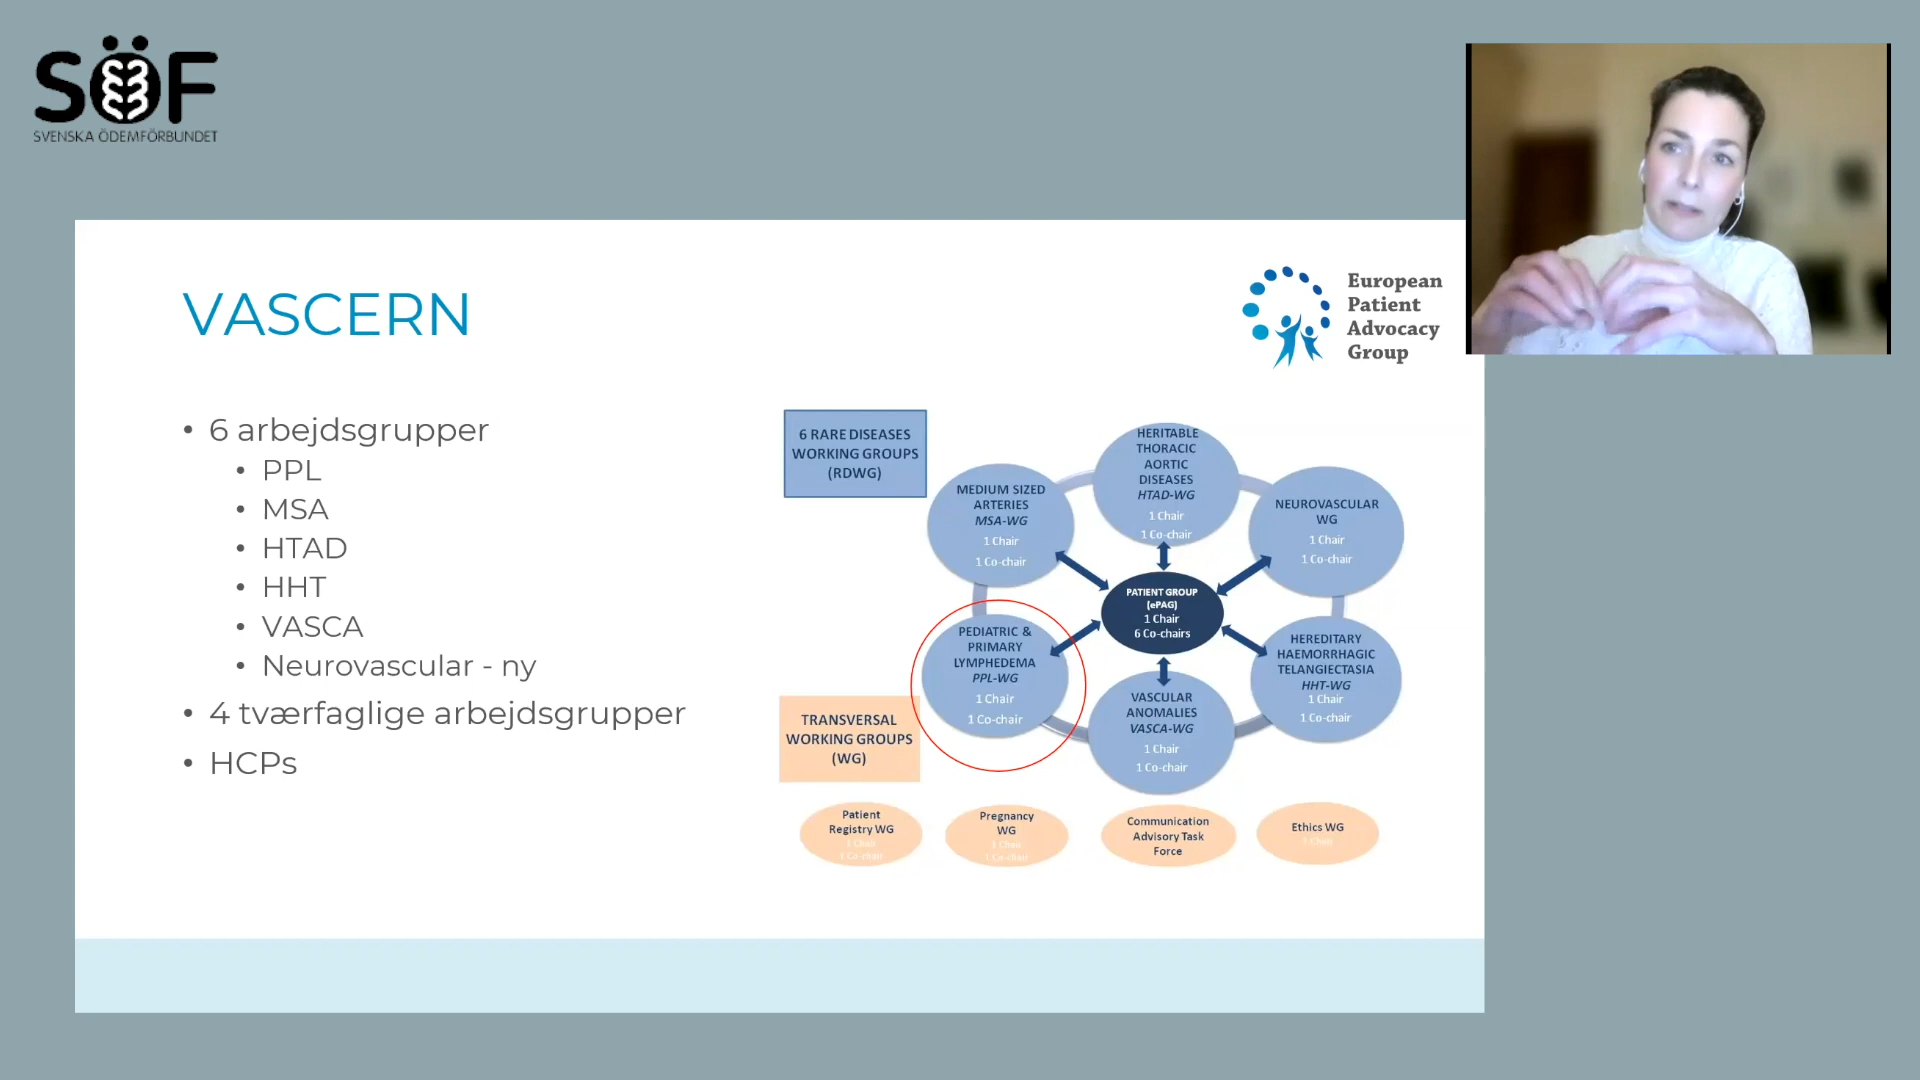 SÖF
SVENSKA ÖDEMFÖRBUNDET
VASCERN
European
Patient
Advocacy
Group
• 6 arbejdsgrupper
• PPL
• MSA
• HTAD
• HHT
• VASCA
• Neurovascular - ny
• 4 tværfaglige arbejdsgrupper
• HCPs
6 RARE DISEASES
WORKING GROUPS
(RDWG)
HERITABLE
THORACIC
AORTIC
DISEASES
HTAD-WG
1 Chair
1 Co-chair
MEDIUM SIZED
ARTERIES
MSA-WG
1 Chair
1 Co-chair
NEUROVASCULAR
WG
1 Chair
1 Co-chair
PATIENT GROUP
(ePAG)
1 Chair
6 Co-chairs
PEDIATRIC &
PRIMARY
LYMPHEDEMA
PPL-WG
1 Chair
1 Co-chair
HEREDITARY
HAEMORRHAGIC
TELANGIECTASIA
HHT-WG
1 Chair
1 Co-chair
VASCULAR
ANOMALIES
VASCA-WG
1 Chair
1 Co-chair
TRANSVERSAL
WORKING GROUPS
(WG)
Patient
Registry WG
1 Chair
1 Co-chair
Pregnancy
WG
1 Chair
1 Co-chair
Communication
Advisory Task
Force
Ethics WG
1 Chair